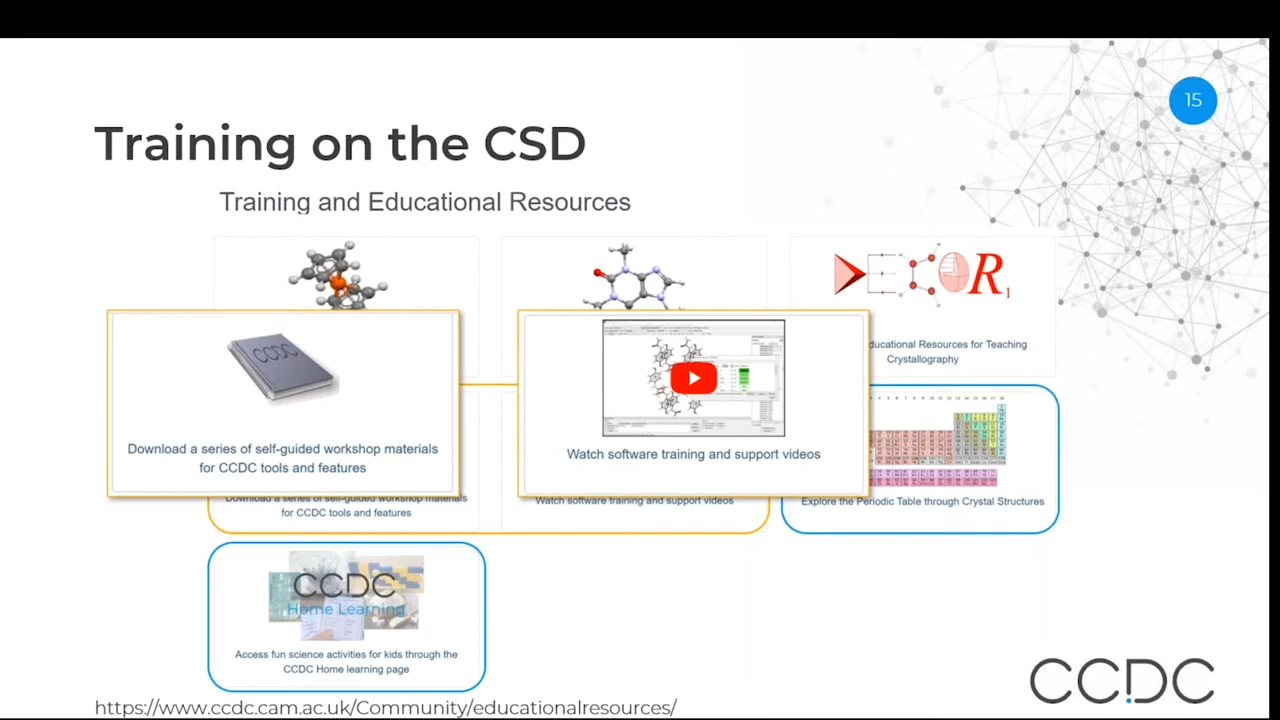 15
Training on the CSD
Training and Educational Resources
R1
ducational Resources for Teaching
Crystallography
CCDC
Download a series of self-guided workshop materials
for CCDC tools and features
Watch software training and support videos
Download a series of self-guided workshop materials
for CCDC tools and features
Watch software training and support videos
Explore the Periodic Table through Crystal Structures
CCDC
Home Learning
Access fun science activities for kids through the
CCDC Home learning page
CCDC
https://www.ccdc.cam.ac.uk/Community/educationalresources/